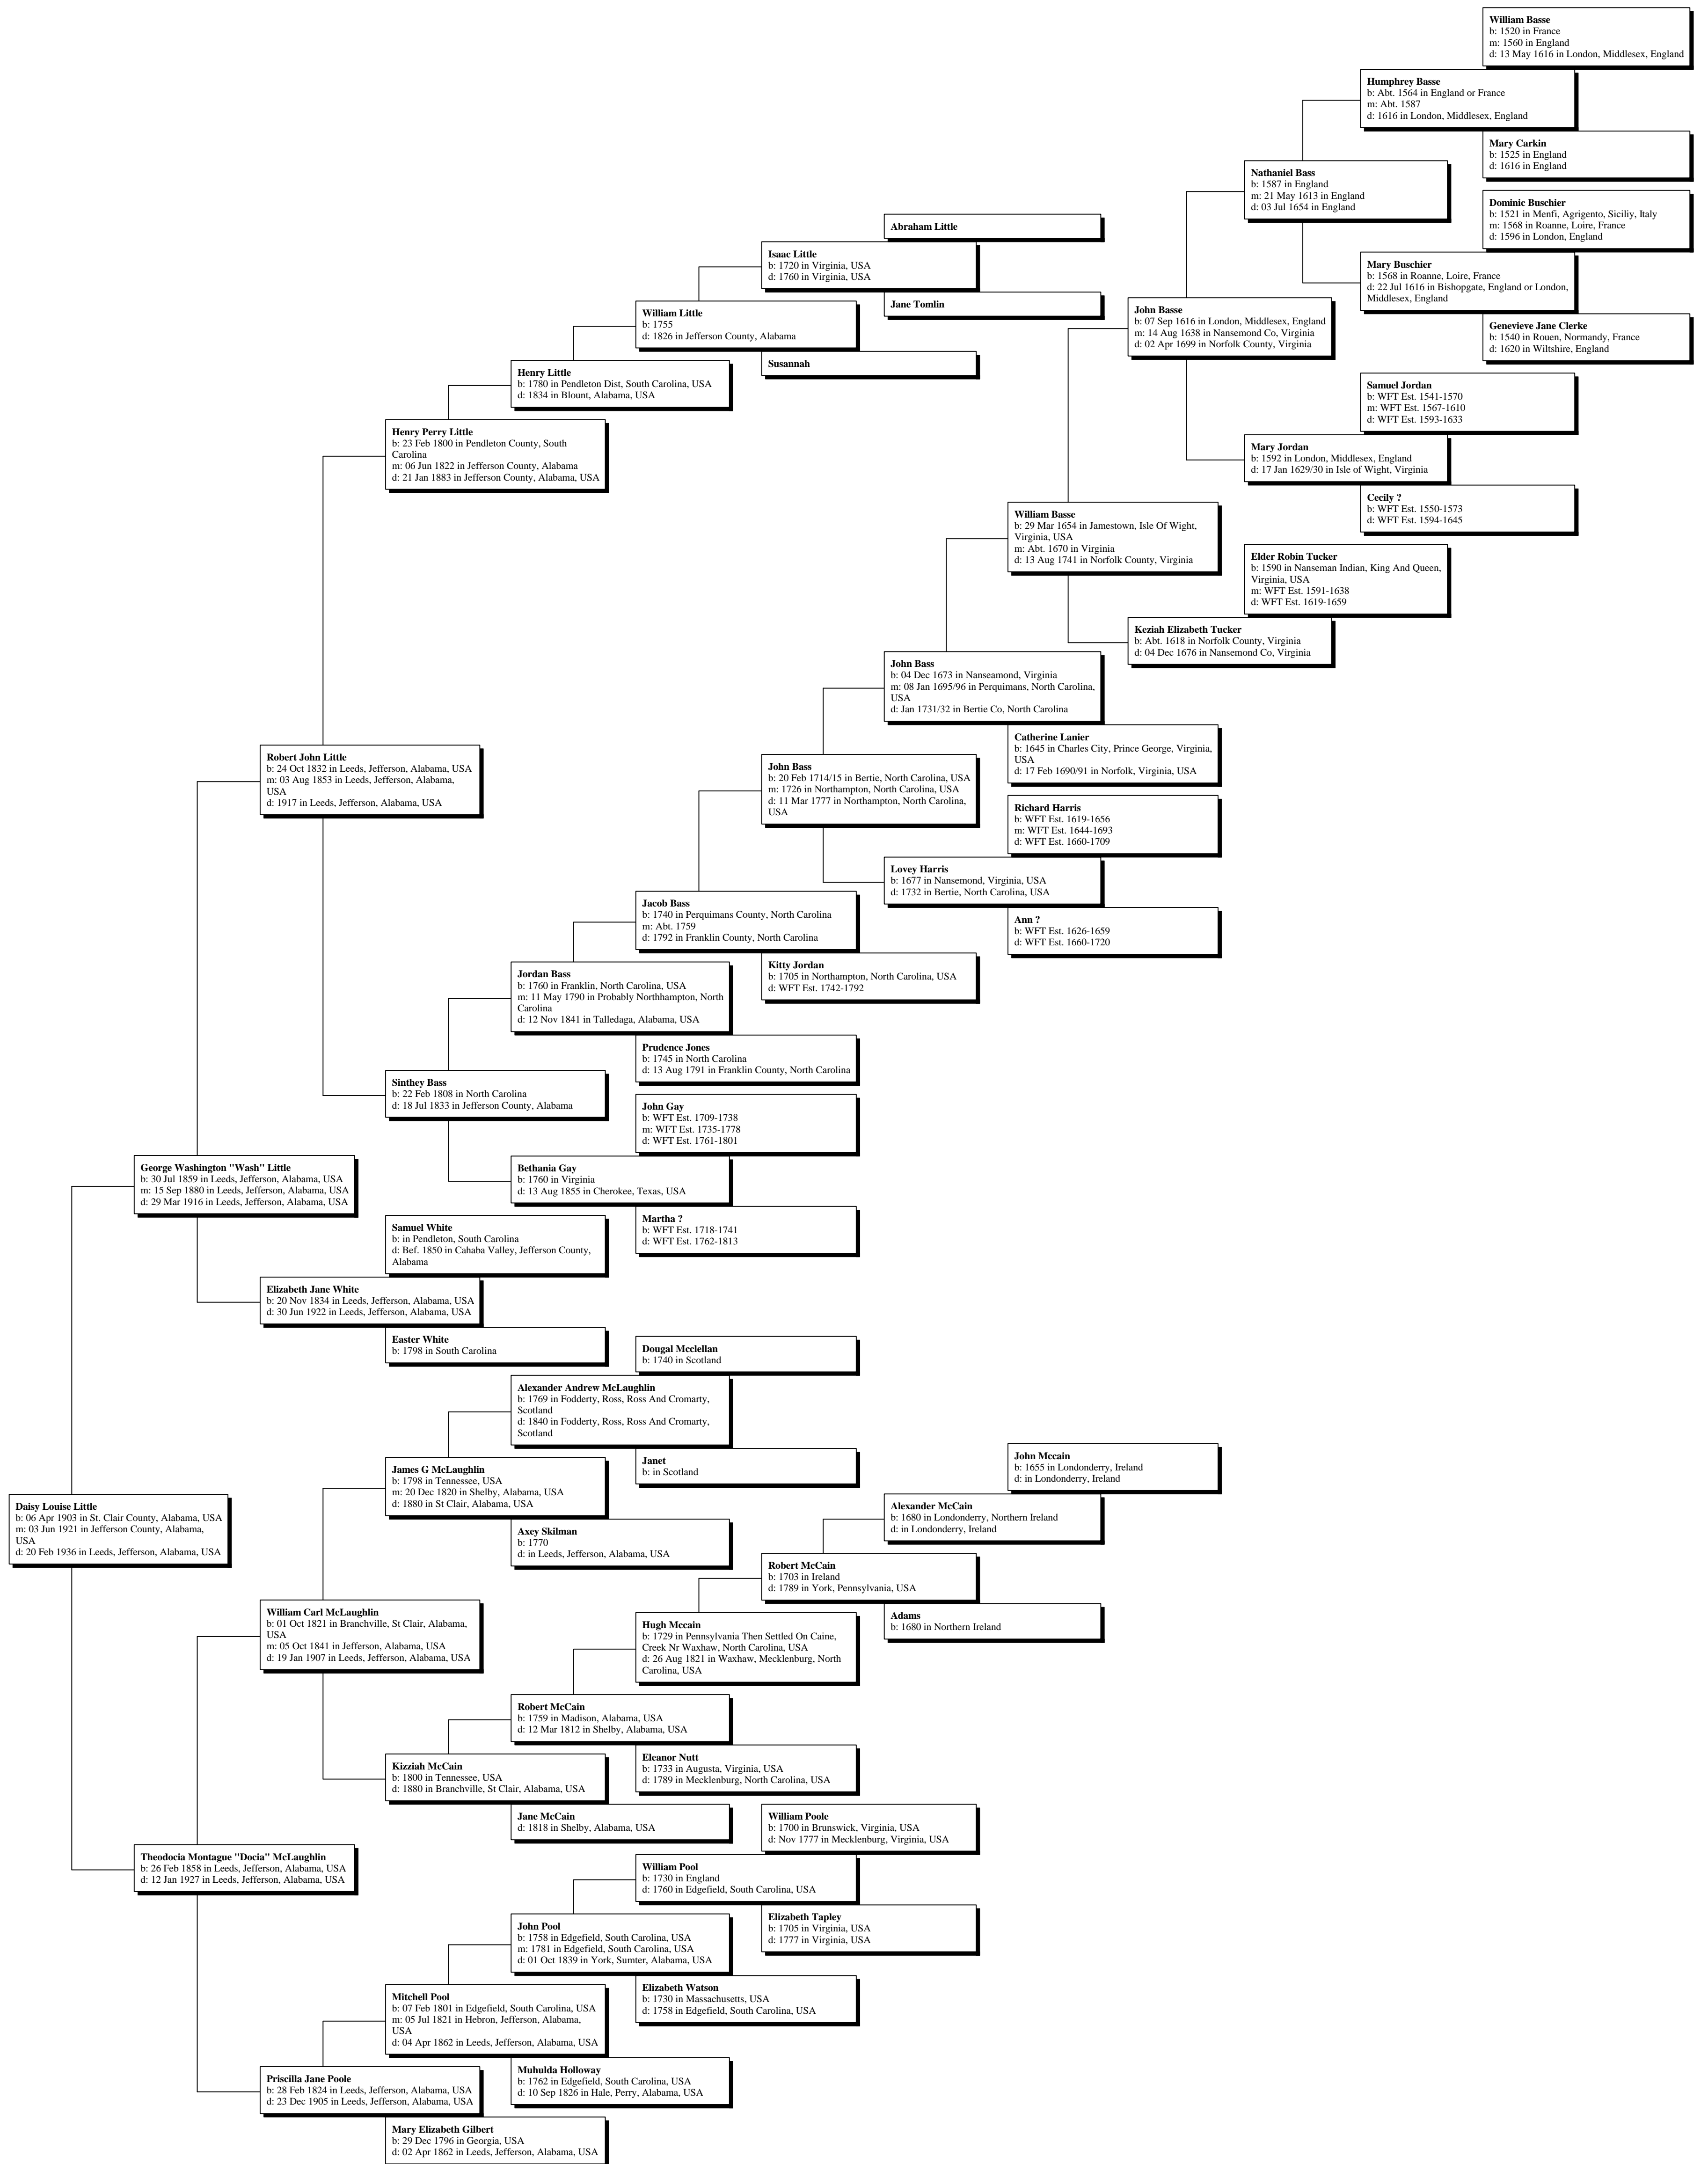 William Basse
b: 1520 in France
m: 1560 in England
d: 13 May 1616 in London, Middlesex, England
Humphrey Basse
b: Abt. 1564 in England or France
m: Abt. 1587
d: 1616 in London, Middlesex, England
Mary Carkin
b: 1525 in England
d: 1616 in England
Nathaniel Bass
b: 1587 in England
m: 21 May 1613 in England
d: 03 Jul 1654 in England
Dominic Buschier
b: 1521 in Menfi, Agrigento, Siciliy, Italy
m: 1568 in Roanne, Loire, France
d: 1596 in London, England
Mary Buschier
b: 1568 in Roanne, Loire, France
d: 22 Jul 1616 in Bishopgate, England or London,
Middlesex, England
Genevieve Jane Clerke
b: 1540 in Rouen, Normandy, France
d: 1620 in Wiltshire, England
Abraham Little
Isaac Little
b: 1720 in Virginia, USA
d: 1760 in Virginia, USA
Jane Tomlin
John Basse
b: 07 Sep 1616 in London, Middlesex, England
m: 14 Aug 1638 in Nansemond Co, Virginia
d: 02 Apr 1699 in Norfolk County, Virginia
William Little
b: 1755
d: 1826 in Jefferson County, Alabama
Susannah
Henry Little
b: 1780 in Pendleton Dist, South Carolina, USA
d: 1834 in Blount, Alabama, USA
Samuel Jordan
b: WFT Est. 1541-1570
m: WFT Est. 1567-1610
d: WFT Est. 1593-1633
Henry Perry Little
b: 23 Feb 1800 in Pendleton County, South
Carolina
m: 06 Jun 1822 in Jefferson County, Alabama
d: 21 Jan 1883 in Jefferson County, Alabama, USA
Mary Jordan
b: 1592 in London, Middlesex, England
d: 17 Jan 1629/30 in Isle of Wight, Virginia
Cecily ?
b: WFT Est. 1550-1573
d: WFT Est. 1594-1645
William Basse
b: 29 Mar 1654 in Jamestown, Isle Of Wight,
Virginia, USA
m: Abt. 1670 in Virginia
d: 13 Aug 1741 in Norfolk County, Virginia
Elder Robin Tucker
b: 1590 in Nanseman Indian, King And Queen,
Virginia, USA
m: WFT Est. 1591-1638
d: WFT Est. 1619-1659
Keziah Elizabeth Tucker
b: Abt. 1618 in Norfolk County, Virginia
d: 04 Dec 1676 in Nansemond Co, Virginia
John Bass
b: 04 Dec 1673 in Nanseamond, Virginia
m: 08 Jan 1695/96 in Perquimans, North Carolina,
USA
d: Jan 1731/32 in Bertie Co, North Carolina
Catherine Lanier
b: 1645 in Charles City, Prince George, Virginia,
USA
d: 17 Feb 1690/91 in Norfolk, Virginia, USA
Robert John Little
b: 24 Oct 1832 in Leeds, Jefferson, Alabama, USA
m: 03 Aug 1853 in Leeds, Jefferson, Alabama,
USA
d: 1917 in Leeds, Jefferson, Alabama, USA
John Bass
b: 20 Feb 1714/15 in Bertie, North Carolina, USA
m: 1726 in Northampton, North Carolina, USA
d: 11 Mar 1777 in Northampton, North Carolina,
USA
Richard Harris
b: WFT Est. 1619-1656
m: WFT Est. 1644-1693
d: WFT Est. 1660-1709
Lovey Harris
b: 1677 in Nansemond, Virginia, USA
d: 1732 in Bertie, North Carolina, USA
Ann ?
b: WFT Est. 1626-1659
d: WFT Est. 1660-1720
Jacob Bass
b: 1740 in Perquimans County, North Carolina
m: Abt. 1759
d: 1792 in Franklin County, North Carolina
Kitty Jordan
b: 1705 in Northampton, North Carolina, USA
d: WFT Est. 1742-1792
Jordan Bass
b: 1760 in Franklin, North Carolina, USA
m: 11 May 1790 in Probably Northhampton, North
Carolina
d: 12 Nov 1841 in Talledaga, Alabama, USA
Prudence Jones
b: 1745 in North Carolina
d: 13 Aug 1791 in Franklin County, North Carolina
Sinthey Bass
b: 22 Feb 1808 in North Carolina
d: 18 Jul 1833 in Jefferson County, Alabama
John Gay
b: WFT Est. 1709-1738
m: WFT Est. 1735-1778
d: WFT Est. 1761-1801
Bethania Gay
b: 1760 in Virginia
d: 13 Aug 1855 in Cherokee, Texas, USA
Martha ?
b: WFT Est. 1718-1741
d: WFT Est. 1762-1813
George Washington "Wash" Little
b: 30 Jul 1859 in Leeds, Jefferson, Alabama, USA
m: 15 Sep 1880 in Leeds, Jefferson, Alabama, USA
d: 29 Mar 1916 in Leeds, Jefferson, Alabama, USA
Samuel White
b: in Pendleton, South Carolina
d: Bef. 1850 in Cahaba Valley, Jefferson County,
Alabama
Elizabeth Jane White
b: 20 Nov 1834 in Leeds, Jefferson, Alabama, USA
d: 30 Jun 1922 in Leeds, Jefferson, Alabama, USA
Easter White
b: 1798 in South Carolina
Dougal Mcclellan
b: 1740 in Scotland
Alexander Andrew McLaughlin
b: 1769 in Fodderty, Ross, Ross And Cromarty,
Scotland
d: 1840 in Fodderty, Ross, Ross And Cromarty,
Scotland
Janet
b: in Scotland
James G McLaughlin
b: 1798 in Tennessee, USA
m: 20 Dec 1820 in Shelby, Alabama, USA
d: 1880 in St Clair, Alabama, USA
Axey Skilman
b: 1770
d: in Leeds, Jefferson, Alabama, USA
John Mccain
b: 1655 in Londonderry, Ireland
d: in Londonderry, Ireland
Alexander McCain
b: 1680 in Londonderry, Northern Ireland
d: in Londonderry, Ireland
Daisy Louise Little
b: 06 Apr 1903 in St. Clair County, Alabama, USA
m: 03 Jun 1921 in Jefferson County, Alabama,
USA
d: 20 Feb 1936 in Leeds, Jefferson, Alabama, USA
Robert McCain
b: 1703 in Ireland
d: 1789 in York, Pennsylvania, USA
Adams
b: 1680 in Northern Ireland
William Carl McLaughlin
b: 01 Oct 1821 in Branchville, St Clair, Alabama,
USA
m: 05 Oct 1841 in Jefferson, Alabama, USA
d: 19 Jan 1907 in Leeds, Jefferson, Alabama, USA
Hugh Mccain
b: 1729 in Pennsylvania Then Settled On Caine,
Creek Nr Waxhaw, North Carolina, USA
d: 26 Aug 1821 in Waxhaw, Mecklenburg, North
Carolina, USA
Robert McCain
b: 1759 in Madison, Alabama, USA
d: 12 Mar 1812 in Shelby, Alabama, USA
Eleanor Nutt
b: 1733 in Augusta, Virginia, USA
d: 1789 in Mecklenburg, North Carolina, USA
Kizziah McCain
b: 1800 in Tennessee, USA
d: 1880 in Branchville, St Clair, Alabama, USA
Jane McCain
d: 1818 in Shelby, Alabama, USA
William Poole
b: 1700 in Brunswick, Virginia, USA
d: Nov 1777 in Mecklenburg, Virginia, USA
Theodocia Montague "Docia" McLaughlin
b: 26 Feb 1858 in Leeds, Jefferson, Alabama, USA
d: 12 Jan 1927 in Leeds, Jefferson, Alabama, USA
William Pool
b: 1730 in England
d: 1760 in Edgefield, South Carolina, USA
Elizabeth Tapley
b: 1705 in Virginia, USA
d: 1777 in Virginia, USA
John Pool
b: 1758 in Edgefield, South Carolina, USA
m: 1781 in Edgefield, South Carolina, USA
d: 01 Oct 1839 in York, Sumter, Alabama, USA
Elizabeth Watson
b: 1730 in Massachusetts, USA
d: 1758 in Edgefield, South Carolina, USA
Mitchell Pool
b: 07 Feb 1801 in Edgefield, South Carolina, USA
m: 05 Jul 1821 in Hebron, Jefferson, Alabama,
USA
d: 04 Apr 1862 in Leeds, Jefferson, Alabama, USA
Muhulda Holloway
b: 1762 in Edgefield, South Carolina, USA
d: 10 Sep 1826 in Hale, Perry, Alabama, USA
Priscilla Jane Poole
b: 28 Feb 1824 in Leeds, Jefferson, Alabama, USA
d: 23 Dec 1905 in Leeds, Jefferson, Alabama, USA
Mary Elizabeth Gilbert
b: 29 Dec 1796 in Georgia, USA
d: 02 Apr 1862 in Leeds, Jefferson, Alabama, USA